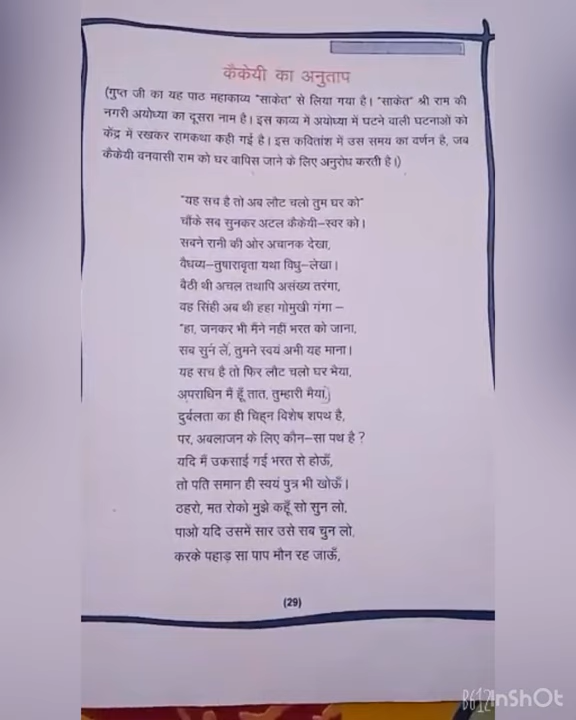 कैकेयी का अनुताप
(गुप्त जी का यह पाठ महाकाव्य "साकेत" से लिया गया है। "साकेत" श्री राम की
नगरी अयोध्या का दूसरा नाम है। इस काव्य में अयोध्या में घटने वाली घटनाओं को
केंद्र में रखकर रामकथा कही गई है। इस कवितांश में उस समय का वर्णन है, जब
कैकेयी वनवासी राम को घर वापिस जाने के लिए अनुरोध करती है।)
"यह सच है तो अब लौट चलो तुम घर को"
चौंके सब सुनकर अटल कैकेयी–स्वर को।
सबने रानी की ओर अचानक देखा,
वैधव्य–तुषारावृता यथा विधु–लेखा।
बैठी थी अचल तथापि असंख्य तरंगा,
वह सिंही अब थी हहा गोमुखी गंगा –
"हा, जनकर भी मैंने नहीं भरत को जाना,
सब सुन लें, तुमने स्वयं अभी यह माना।
यह सच है तो फिर लौट चलो घर भैया,
अपराधिन मैं हूँ तात, तुम्हारी मैया,
दुर्बलता का ही चिह्न विशेष शपथ है,
पर, अबलाजन के लिए कौन–सा पथ है ?
यदि मैं उकसाई गई भरत से होऊँ,
तो पति समान ही स्वयं पुत्र भी खोऊँ।
ठहरो, मत रोको मुझे कहूँ सो सुन लो,
पाओ यदि उसमें सार उसे सब चुन लो,
करके पहाड़ सा पाप मौन रह जाऊँ,
(29)
B612
InShOt